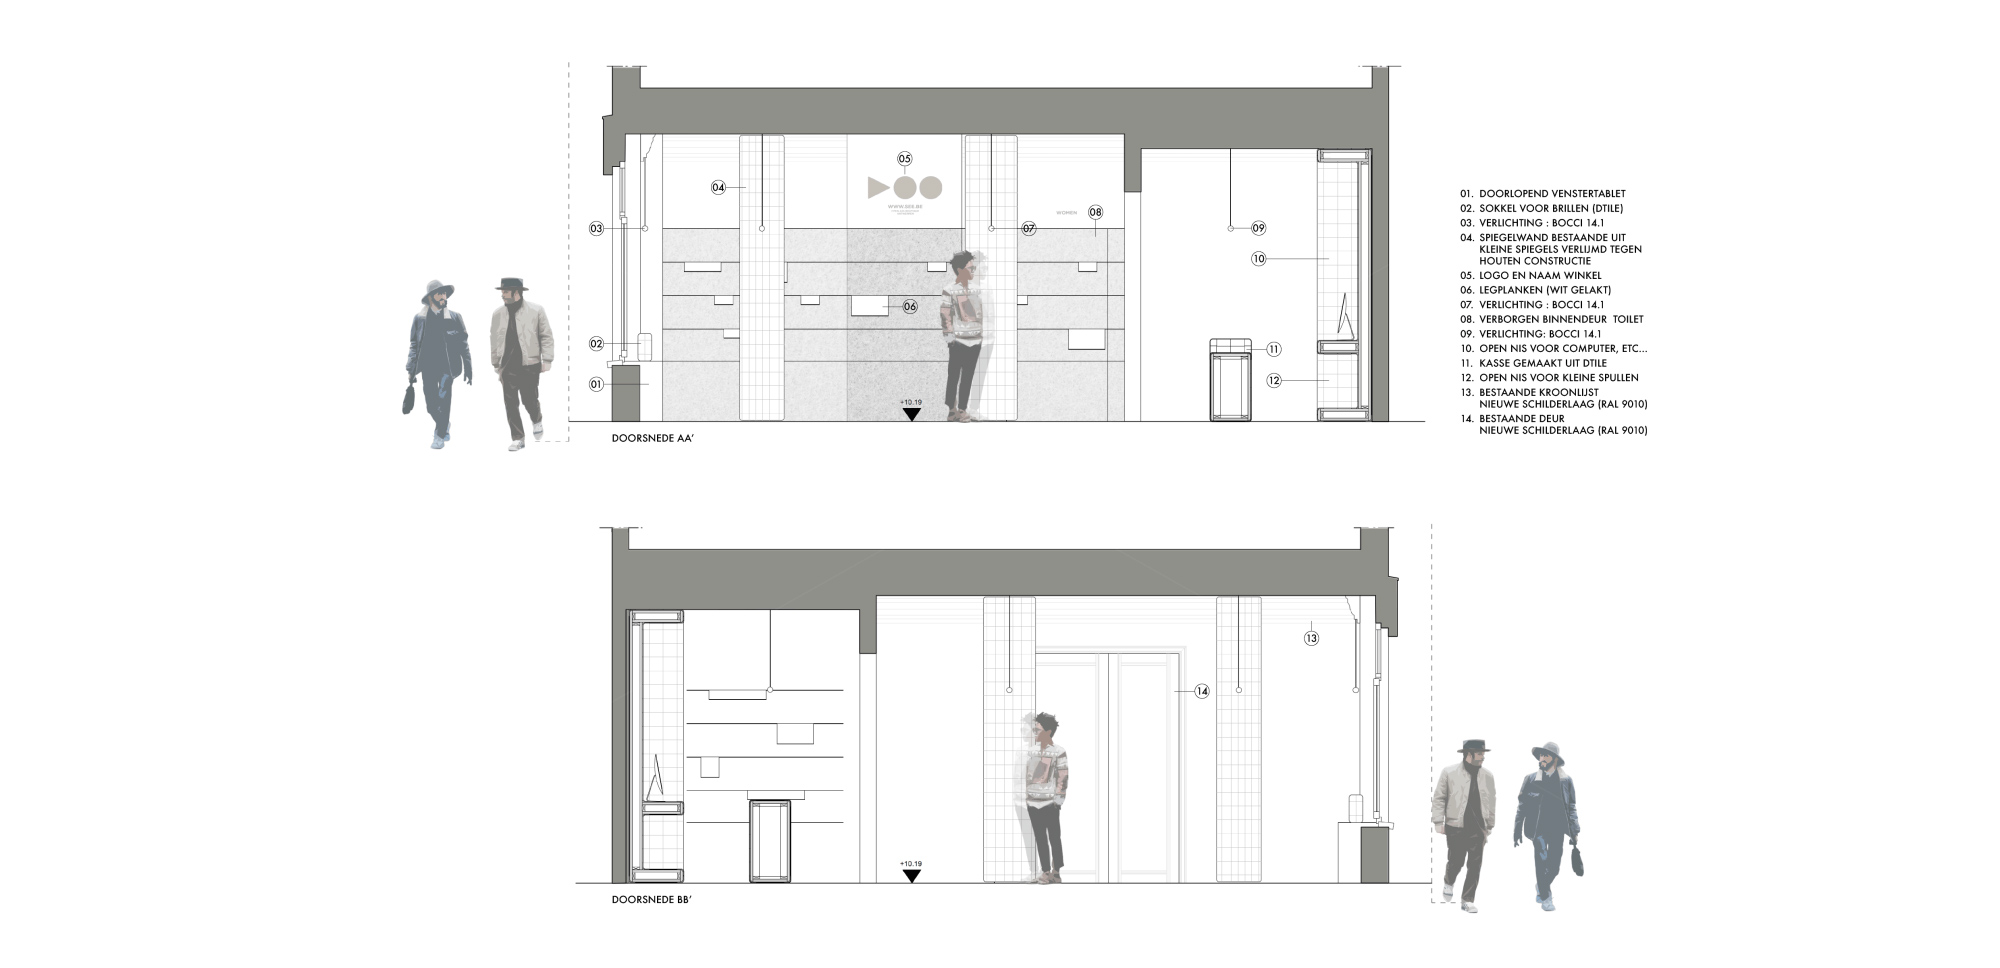 05
04
WWW.DOS.BE
WOMEN
08
03
07
09
10
06
02
11
12
01
+10.19
DOORSNEDE AA'
01. DOORLOPEND VENSTERTABLET
02. SOKKEL VOOR BRILLEN (DTILE)
03. VERLICHTING : BOCCI 14.1
04. SPIEGELWAND BESTAANDE UIT
KLEINE SPIEGELS VERLIJMD TEGEN
HOUTEN CONSTRUCTIE
05. LOGO EN NAAM WINKEL
06. LEGPLANKEN (WIT GELAKT)
07. VERLICHTING : BOCCI 14.1
08. VERBORGEN BINNENDEUR TOILET
09. VERLICHTING: BOCCI 14.1
10. OPEN NIS VOOR COMPUTER, ETC...
11. KASSE GEMAAKT UIT DTILE
12. OPEN NIS VOOR KLEINE SPULLEN
13. BESTAANDE KROONLIJST
NIEUWE SCHILDERLAAG (RAL 9010)
14. BESTAANDE DEUR
NIEUWE SCHILDERLAAG (RAL 9010)
13
14
+10.19
DOORSNEDE BB'